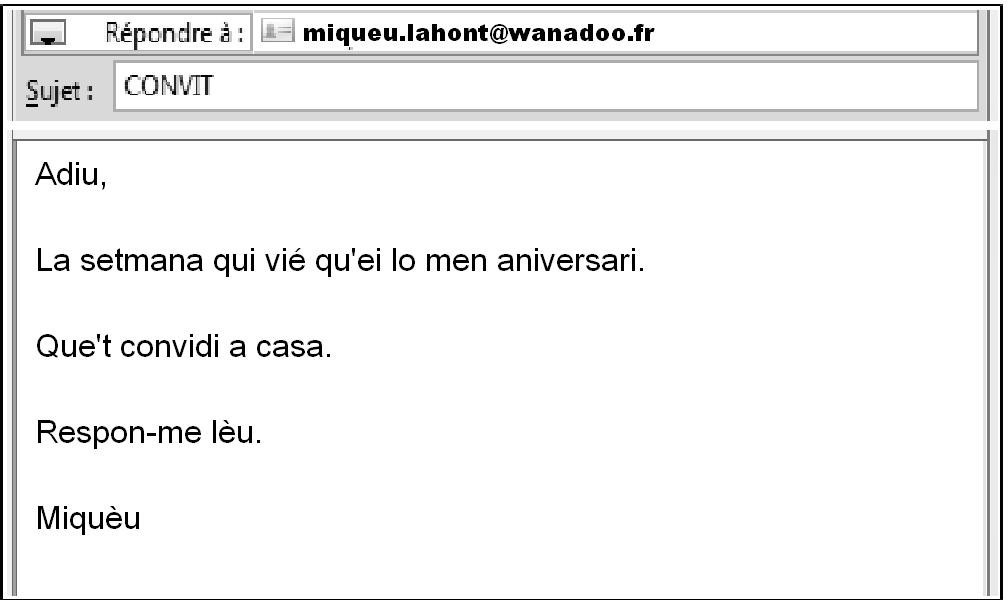 Répondre à : miqueu.lahont@wanadoo.fr
Sujet : CONVIT
Adiu,
La setmana qui vié qu'ei lo men aniversari.
Que't convidi a casa.
Respon-me lèu.
Miquèu